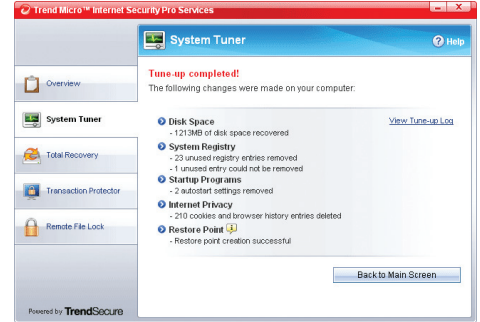 Trend Micro™ Internet Security Pro Services
System Tuner
Help
Overview
System Tuner
Total Recovery
Transaction Protector
Remote File Lock
Powered by TrendSecure
Tune-up completed!
The following changes were made on your computer:
View Tune-up Log
Disk Space
- 1213MB of disk space recovered
System Registry
- 23 unused registry entries removed
- 1 unused entry could not be removed
Startup Programs
- 2 autostart settings removed
Internet Privacy
- 210 cookies and browser history entries deleted
Restore Point
- Restore point creation successful
Back to Main Screen